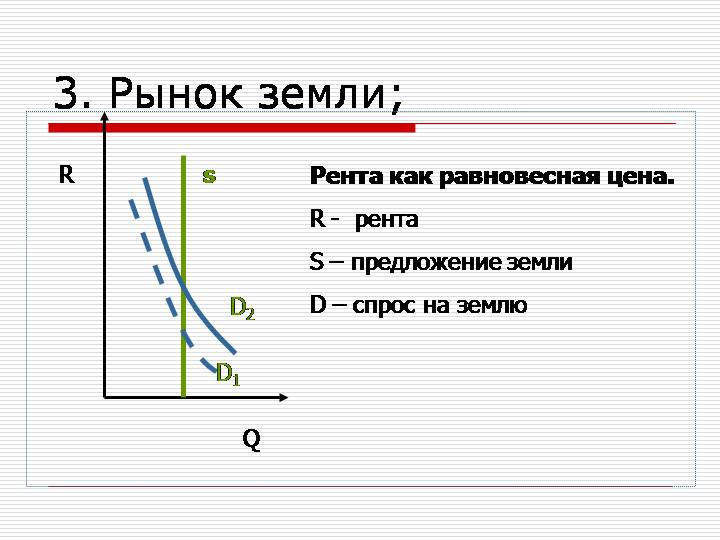 3. Рынок земли;
R
s
D2
D1
Q
Рента как равновесная цена.
R - рента
S – предложение земли
D – спрос на землю